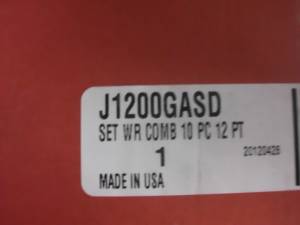 J1200GASD
SET WR COMB 10 PC 12 PT
1 20120426
MADE IN USA